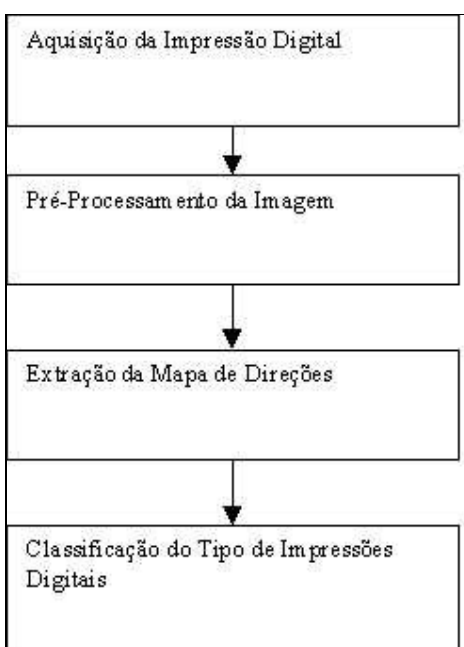 Aquisição da Impressão Digital
Pré-Processamento da Imagem
Extração da Mapa de Direções
Classificação do Tipo de Impressões
Digitais